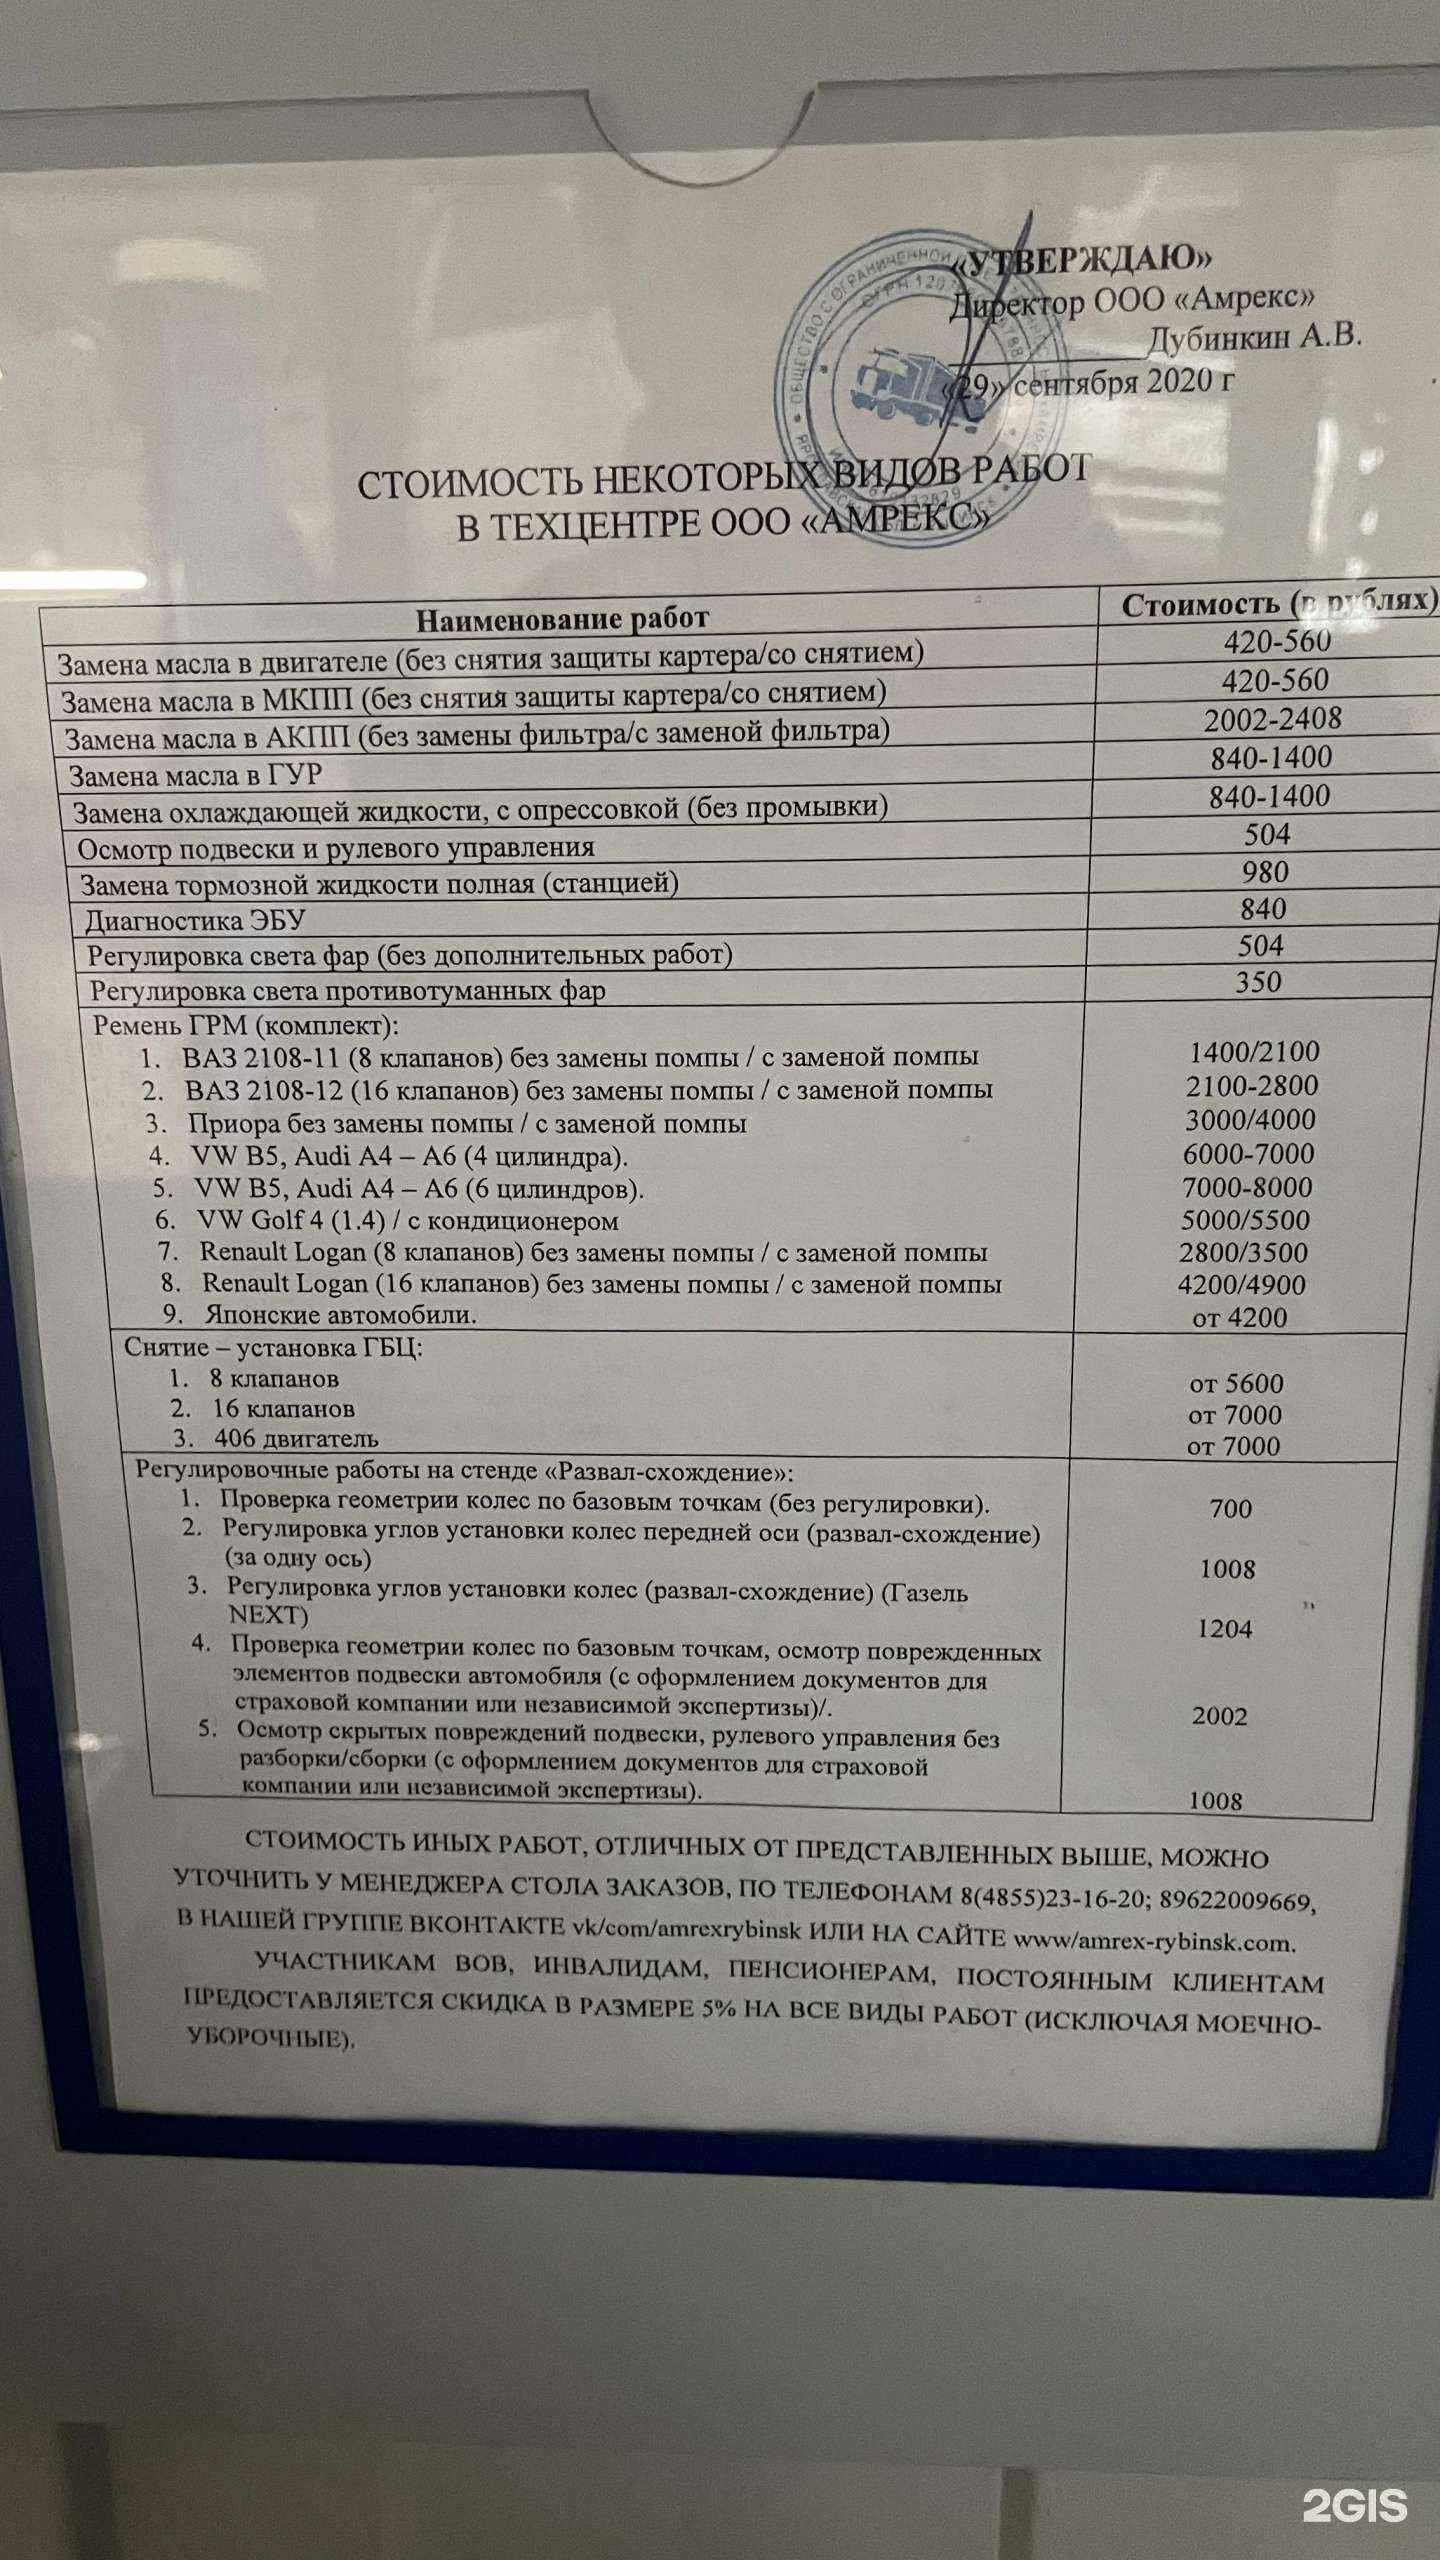 «УТВЕРЖДАЮ»
Директор ООО «Амрекс»
Дубинкин А.В.
«29» сентября 2020 г
СТОИМОСТЬ НЕКОТОРЫХ ВИДОВ РАБОТ
В ТЕХЦЕНТРЕ ООО «АМРЕКС»
Наименование работ Стоимость (в рублях)
Замена масла в двигателе (без снятия защиты картера/со снятием) 420-560
Замена масла в МКПП (без снятия защиты картера/со снятием) 420-560
Замена масла в АКПП (без замены фильтра/с заменой фильтра) 2002-2408
Замена масла в ГУР 840-1400
Замена охлаждающей жидкости, с опрессовкой (без промывки) 840-1400
Осмотр подвески и рулевого управления 504
Замена тормозной жидкости полная (станцией) 980
Диагностика ЭБУ 840
Регулировка света фар (без дополнительных работ) 504
Регулировка света противотуманных фар 350
Ремень ГРМ (комплект):
1. ВАЗ 2108-11 (8 клапанов) без замены помпы / с заменой помпы 1400/2100
2. ВАЗ 2108-12 (16 клапанов) без замены помпы / с заменой помпы 2100-2800
3. Приора без замены помпы / с заменой помпы 3000/4000
4. VW B5, Audi A4 – A6 (4 цилиндра). 6000-7000
5. VW B5, Audi A4 – A6 (6 цилиндров). 7000-8000
6. VW Golf 4 (1.4) / с кондиционером 5000/5500
7. Renault Logan (8 клапанов) без замены помпы / с заменой помпы 2800/3500
8. Renault Logan (16 клапанов) без замены помпы / с заменой помпы 4200/4900
9. Японские автомобили. от 4200
Снятие – установка ГБЦ:
1. 8 клапанов от 5600
2. 16 клапанов от 7000
3. 406 двигатель от 7000
Регулировочные работы на стенде «Развал-схождение»:
1. Проверка геометрии колес по базовым точкам (без регулировки). 700
2. Регулировка углов установки колес передней оси (развал-схождение)
(за одну ось) 1008
3. Регулировка углов установки колес (развал-схождение) (Газель
NEXT) 1204
4. Проверка геометрии колес по базовым точкам, осмотр поврежденных
элементов подвески автомобиля (с оформлением документов для
страховой компании или независимой экспертизы)/. 2002
5. Осмотр скрытых повреждений подвески, рулевого управления без
разборки/сборки (с оформлением документов для страховой
компании или независимой экспертизы). 1008
СТОИМОСТЬ ИНЫХ РАБОТ, ОТЛИЧНЫХ ОТ ПРЕДСТАВЛЕННЫХ ВЫШЕ, МОЖНО
УТОЧНИТЬ У МЕНЕДЖЕРА СТОЛА ЗАКАЗОВ, ПО ТЕЛЕФОНАМ 8(4855)23-16-20; 89622009669,
В НАШЕЙ ГРУППЕ ВКОНТАКТЕ vk/com/amrexrybinsk ИЛИ НА САЙТЕ www/amrex-rybinsk.com.
УЧАСТНИКАМ ВОВ, ИНВАЛИДАМ, ПЕНСИОНЕРАМ, ПОСТОЯННЫМ КЛИЕНТАМ
ПРЕДОСТАВЛЯЕТСЯ СКИДКА В РАЗМЕРЕ 5% НА ВСЕ ВИДЫ РАБОТ (ИСКЛЮЧАЯ МОЕЧНО-
УБОРОЧНЫЕ).
2GIS